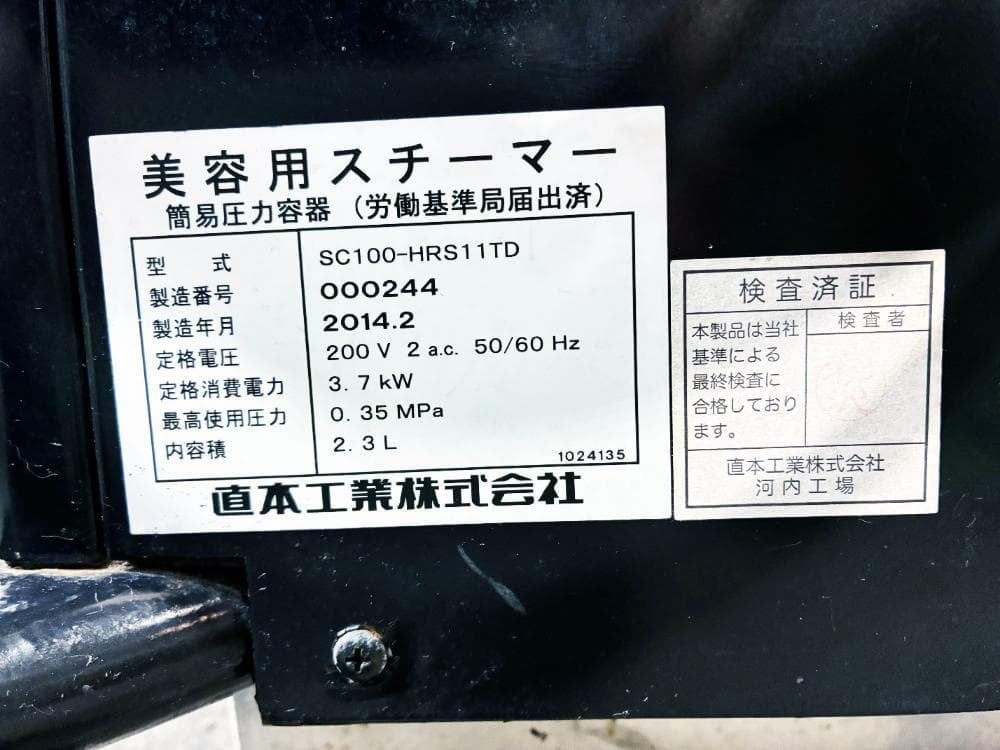 美容用スチーマー
簡易圧力容器（労働基準局届出済）
型　式 SC100-HRS11TD
製造番号 000244
製造年月 2014.2
定格電圧 200 V 2 a.c. 50/60 Hz
定格消費電力 3.7 kW
最高使用圧力 0.35 MPa
内容積 2.3 L
1024135
直本工業株式会社
検査済証
本製品は当社
基準による
最終検査に
合格しており
ます。
検査者
直本工業株式会社
河内工場